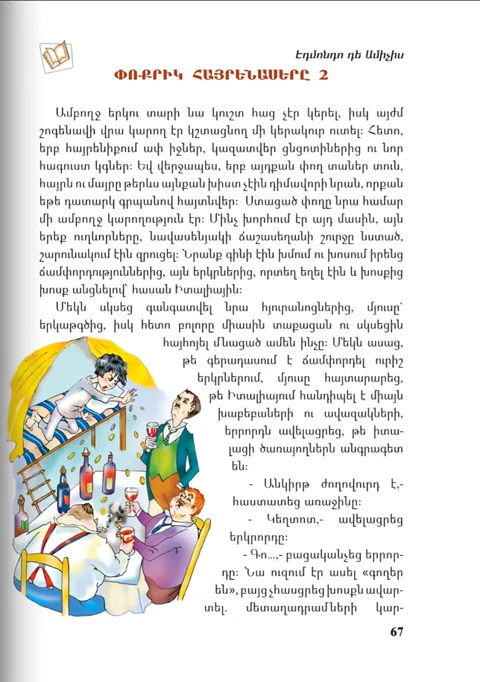 Էդմոնդո դե Ամիչիս
ՓՈՔՐԻԿ ՀԱՅՐԵՆԱՍԵՐԸ 2
Ամբողջ երկու տարի նա կուշտ հաց չէր կերել, իսկ այժմ
շոգենավի վրա կարող էր կշտացնող մի կերակուր ուտել: Հետո,
երբ հայրենիքում ափ իջներ, կազատվեր ցնցոտիներից ու նոր
հագուստ կգներ: Եվ վերջապես, երբ այդքան փող տաներ տուն,
հայրն ու մայրը թերևս այնքան խիստ չէին դիմավորի նրան, որքան
եթե դատարկ գրպանով հայտնվեր: Ստացած փողը նրա համար
մի ամբողջ կարողություն էր: Մինչ խորհում էր այդ մասին, այն
երեք ուղևորները, նավասենյակի ճաշասեղանի շուրջը նստած,
շարունակում էին զրուցել: Նրանք գինի էին խմում ու խոսում իրենց
ճամփորդություններից, այն երկրներից, որտեղ եղել էին և խոսքից
խոսք անցնելով՝ հասան Իտալիային:
Մեկն սկսեց գանգատվել նրա հյուրանոցներից, մյուսը՝
երկաթգծից, իսկ հետո բոլորը միասին տաքացան ու սկսեցին
հայհոյել մնացած ամեն ինչը: Մեկն ասաց,
թե գերադասում է ճամփորդել ուրիշ
երկրներում, մյուսը հայտարարեց,
թե Իտալիայում հանդիպել է միայն
խաբեբաների ու ավազակների,
երրորդն ավելացրեց, թե իտա-
լացի ծառայողներն անգրագետ
են:
- Անկիրթ ժողովուրդ է,-
հաստատեց առաջինը:
- Կեղտոտ,- ավելացրեց
երկրորդը:
- Գո...,- բացականչեց երրոր-
դը: Նա ուզում էր ասել «գողեր
են», բայց չհասցրեց խոսքն ավար-
տել. մետաղադրամների կար-
67